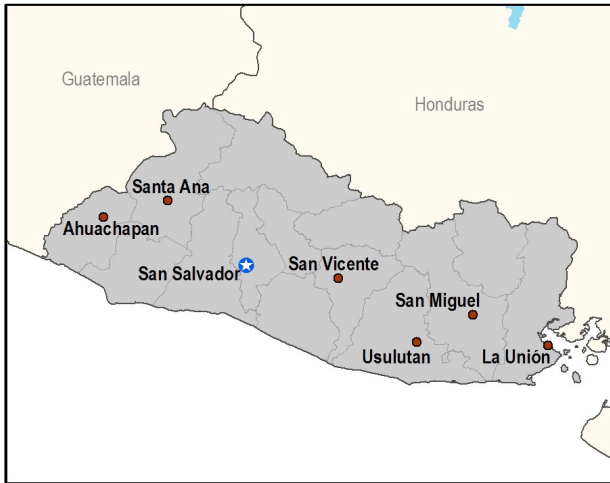 Guatemala
Honduras
Santa Ana
Ahuachapan
San Salvador
San Vicente
San Miguel
Usulutan
La Unión